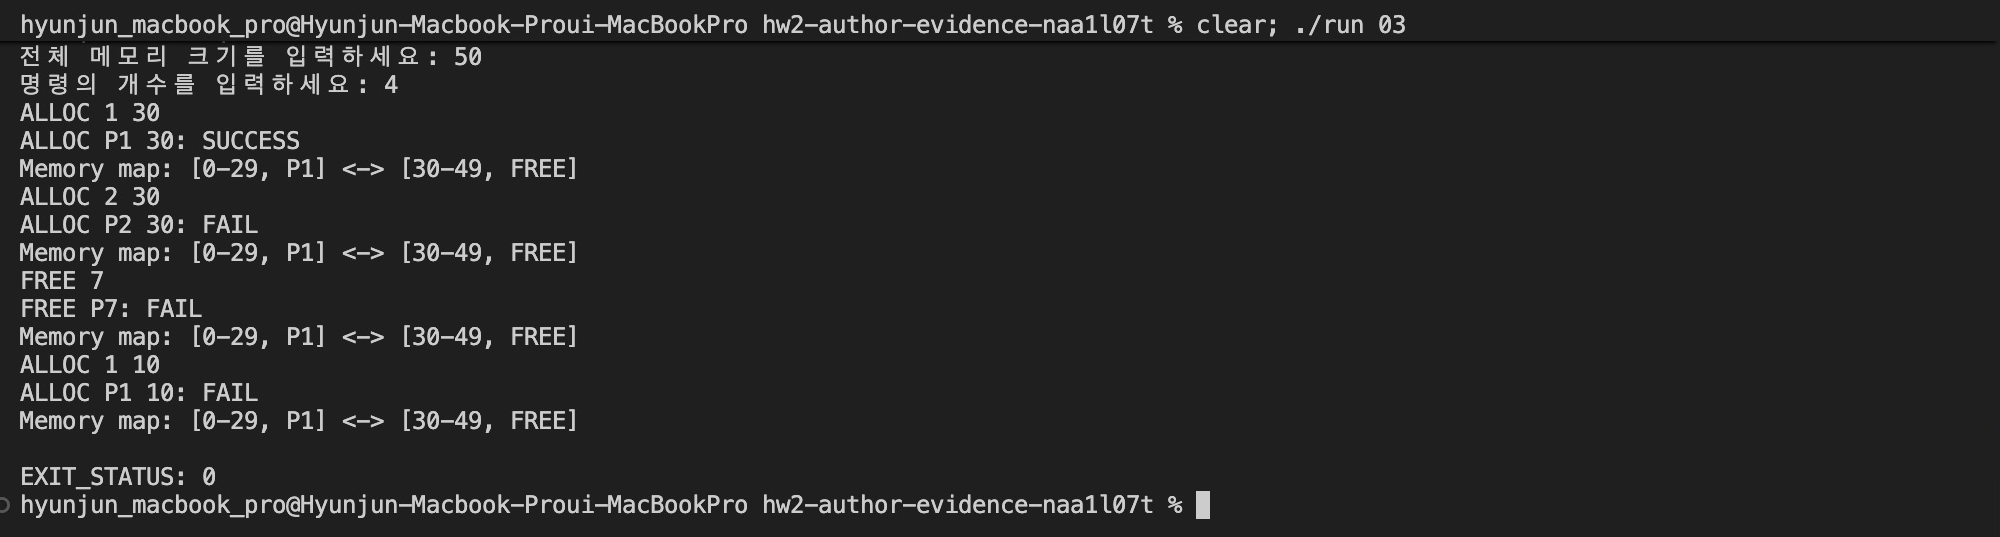 hyunjun_macbook_pro@Hyunjun-Macbook-Proui-MacBookPro hw2-author-evidence-naa1l07t % clear; ./run 03
전체 메모리 크기를 입력하세요: 50
명령의 개수를 입력하세요: 4
ALLOC 1 30
ALLOC P1 30: SUCCESS
Memory map: [0-29, P1] <-> [30-49, FREE]
ALLOC 2 30
ALLOC P2 30: FAIL
Memory map: [0-29, P1] <-> [30-49, FREE]
FREE 7
FREE P7: FAIL
Memory map: [0-29, P1] <-> [30-49, FREE]
ALLOC 1 10
ALLOC P1 10: FAIL
Memory map: [0-29, P1] <-> [30-49, FREE]
EXIT_STATUS: 0
hyunjun_macbook_pro@Hyunjun-Macbook-Proui-MacBookPro hw2-author-evidence-naa1l07t %